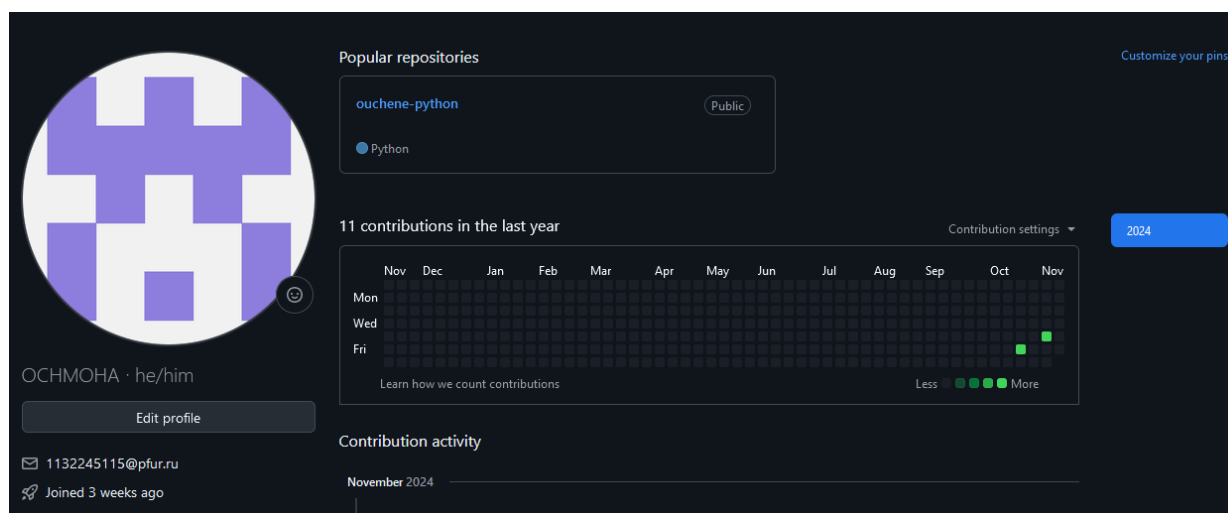 Popular repositories
Customize your pins
ouchene-python
Public
Python
11 contributions in the last year
Contribution settings
2024
Nov Dec Jan Feb Mar Apr May Jun Jul Aug Sep Oct Nov
Mon
Wed
Fri
Learn how we count contributions
Less More
OCHMOHA · he/him
Edit profile
1132245115@pfur.ru
Joined 3 weeks ago
Contribution activity
November 2024